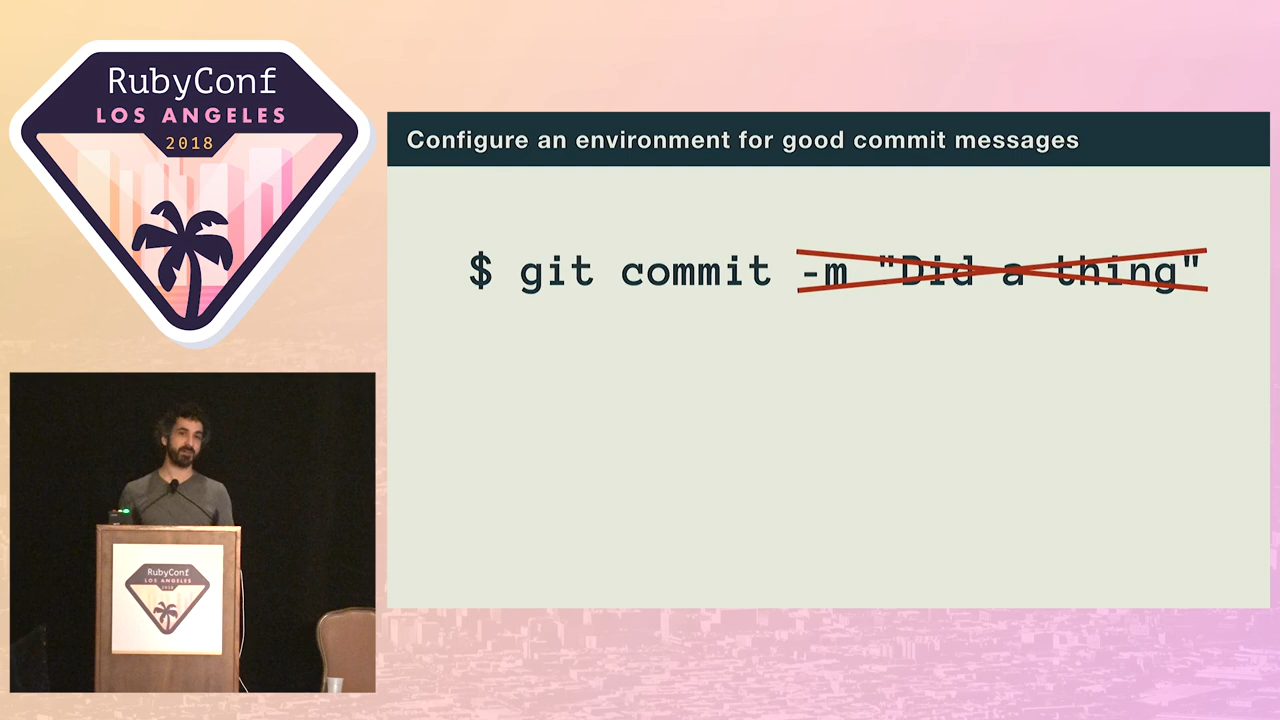 RubyConf
LOS ANGELES
2018
Configure an environment for good commit messages
$ git commit -m "Did a thing"
RubyConf
LOS ANGELES
2018